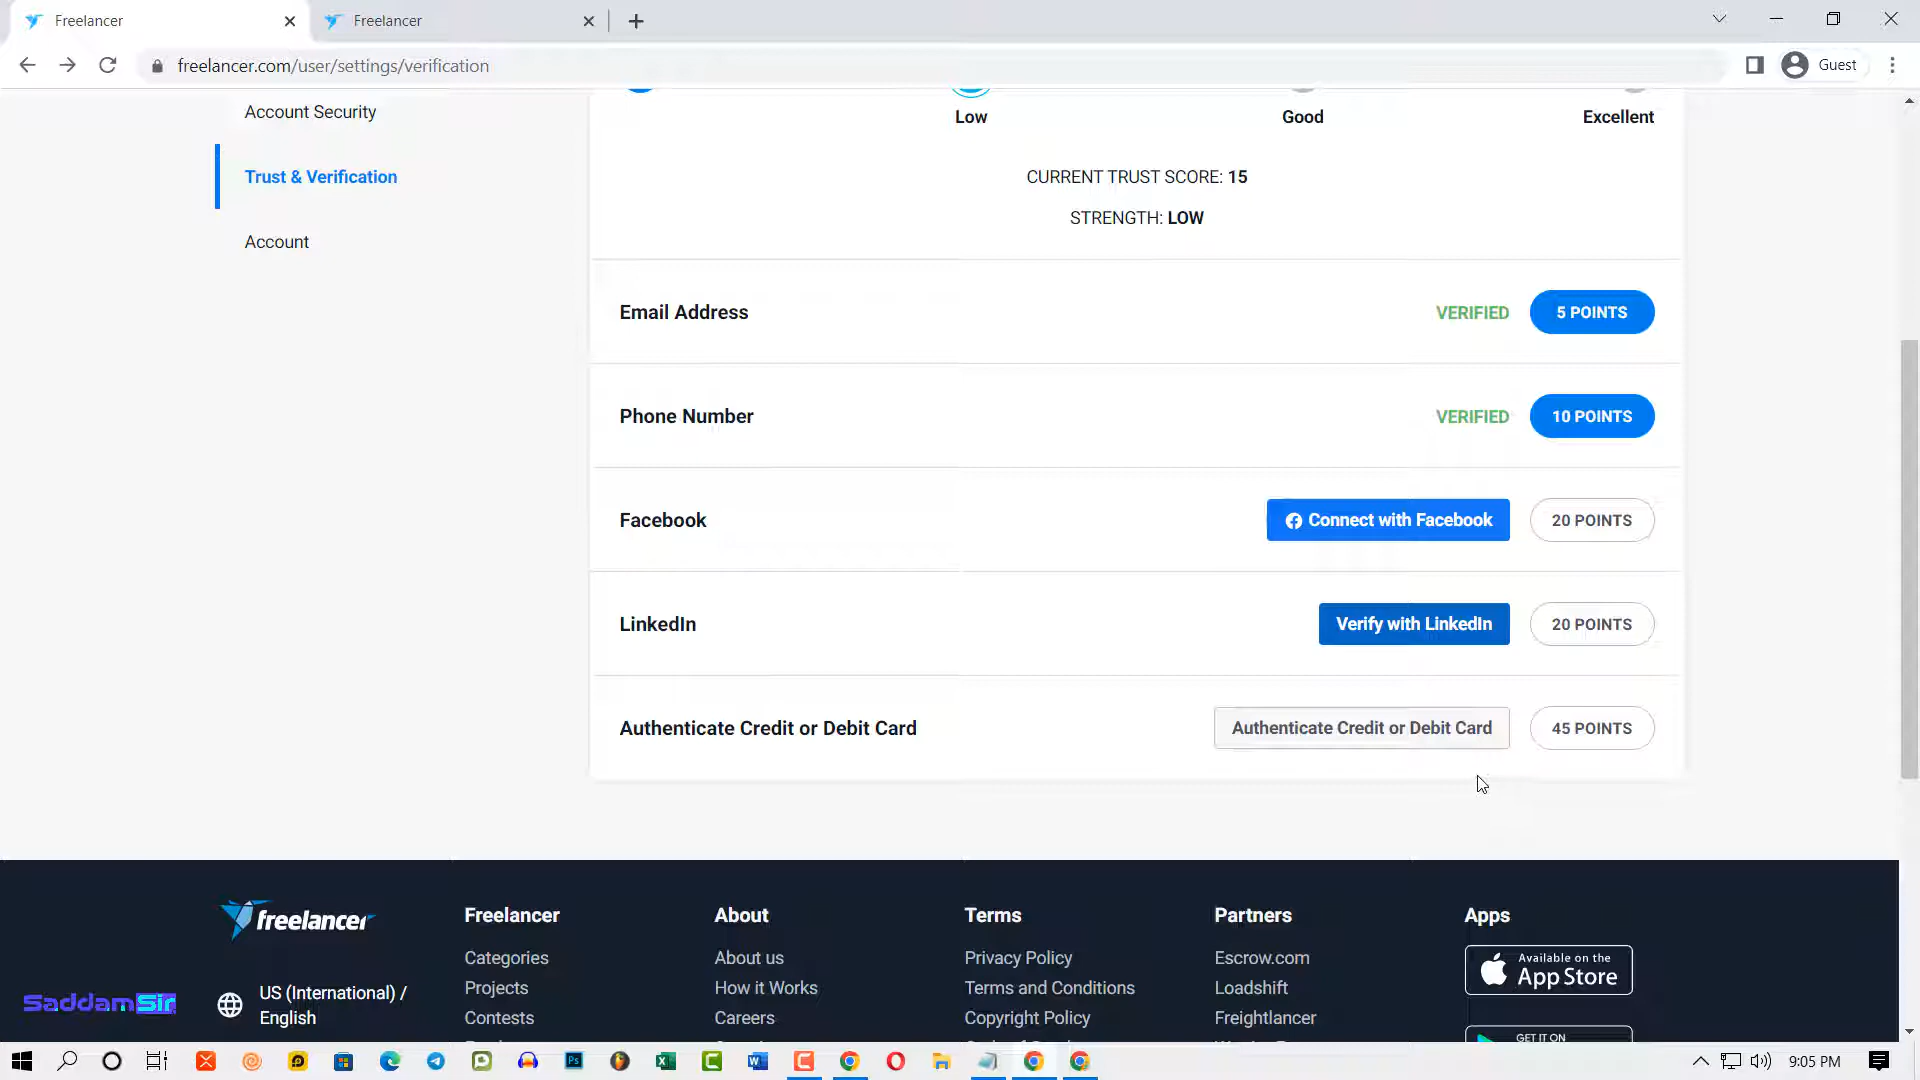 Freelancer
Freelancer
freelancer.com/user/settings/verification
Guest
Account Security
Trust & Verification
Account
Low
Good
Excellent
CURRENT TRUST SCORE: 15
STRENGTH: LOW
Email Address
VERIFIED
5 POINTS
Phone Number
VERIFIED
10 POINTS
Facebook
Connect with Facebook
20 POINTS
LinkedIn
Verify with LinkedIn
20 POINTS
Authenticate Credit or Debit Card
Authenticate Credit or Debit Card
45 POINTS
freelancer
US (International) /
English
SaddamSir
Freelancer
Categories
Projects
Contests
About
About us
How it Works
Careers
Terms
Privacy Policy
Terms and Conditions
Copyright Policy
Partners
Escrow.com
Loadshift
Freightlancer
Apps
Available on the
App Store
GET IT ON
9:05 PM